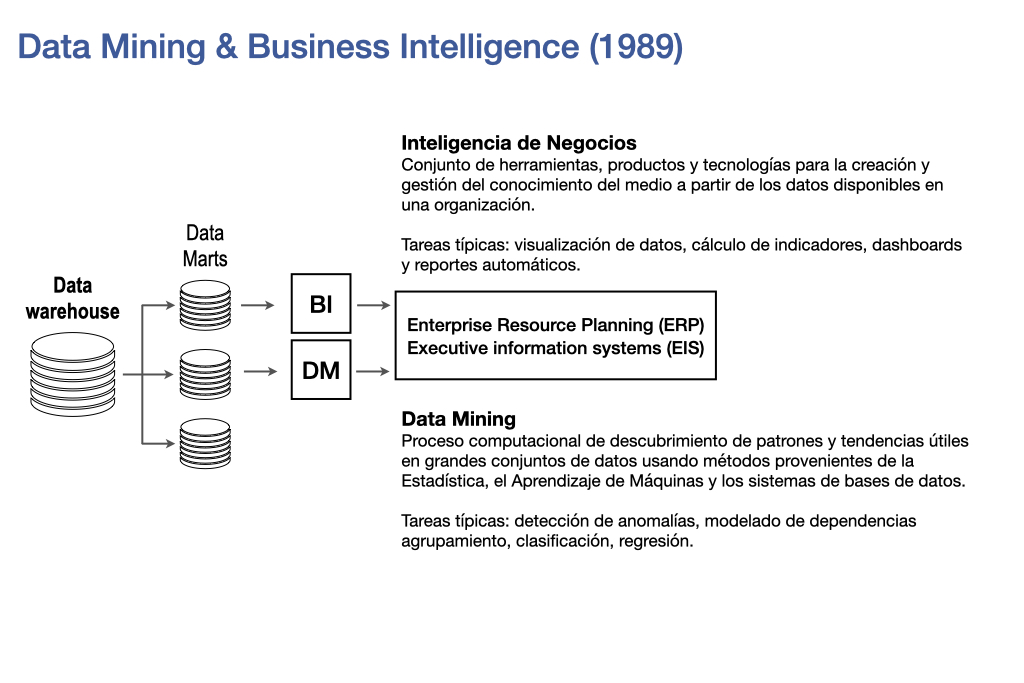 Data Mining & Business Intelligence (1989)
Inteligencia de Negocios
Conjunto de herramientas, productos y tecnologías para la creación y
gestión del conocimiento del medio a partir de los datos disponibles en
una organización.
Tareas típicas: visualización de datos, cálculo de indicadores, dashboards
y reportes automáticos.
Data
Marts
Data
warehouse
BI
DM
Enterprise Resource Planning (ERP)
Executive information systems (EIS)
Data Mining
Proceso computacional de descubrimiento de patrones y tendencias útiles
en grandes conjuntos de datos usando métodos provenientes de la
Estadística, el Aprendizaje de Máquinas y los sistemas de bases de datos.
Tareas típicas: detección de anomalías, modelado de dependencias
agrupamiento, clasificación, regresión.